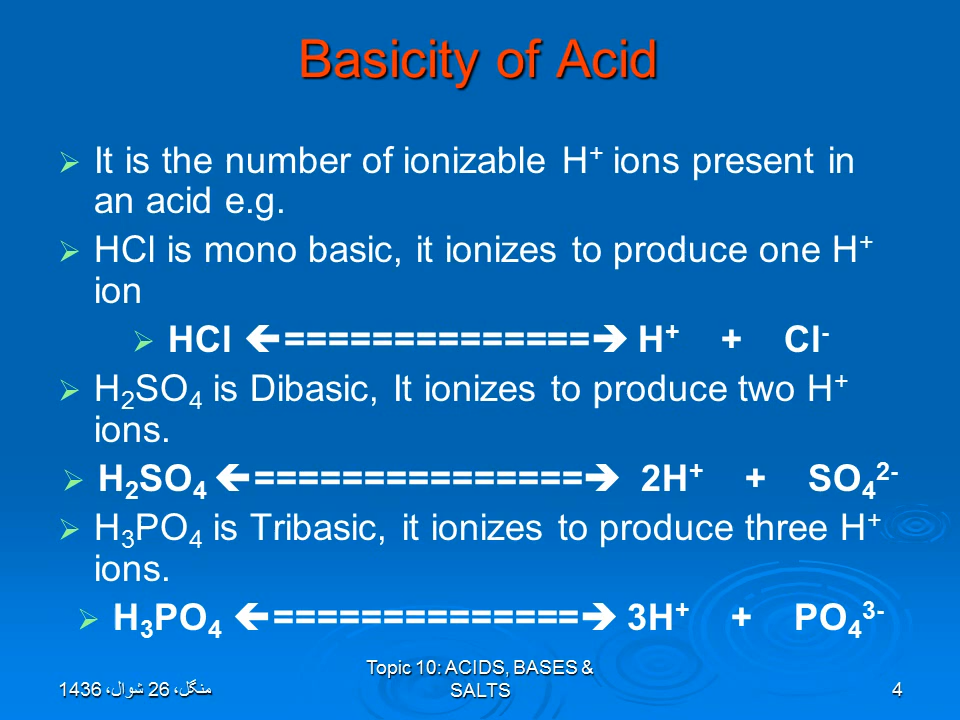 Basicity of Acid
➢ It is the number of ionizable H⁺ ions present in
an acid e.g.
➢ HCl is mono basic, it ionizes to produce one H⁺
ion
➢ HCl 🡸==============🡺 H⁺ + Cl⁻
➢ H₂SO₄ is Dibasic, It ionizes to produce two H⁺
ions.
➢ H₂SO₄ 🡸===============🡺 2H⁺ + SO₄²⁻
➢ H₃PO₄ is Tribasic, it ionizes to produce three H⁺
ions.
➢ H₃PO₄ 🡸==============🡺 3H⁺ + PO₄³⁻
منگل، 26 شوال، 1436
Topic 10: ACIDS, BASES &
SALTS
4